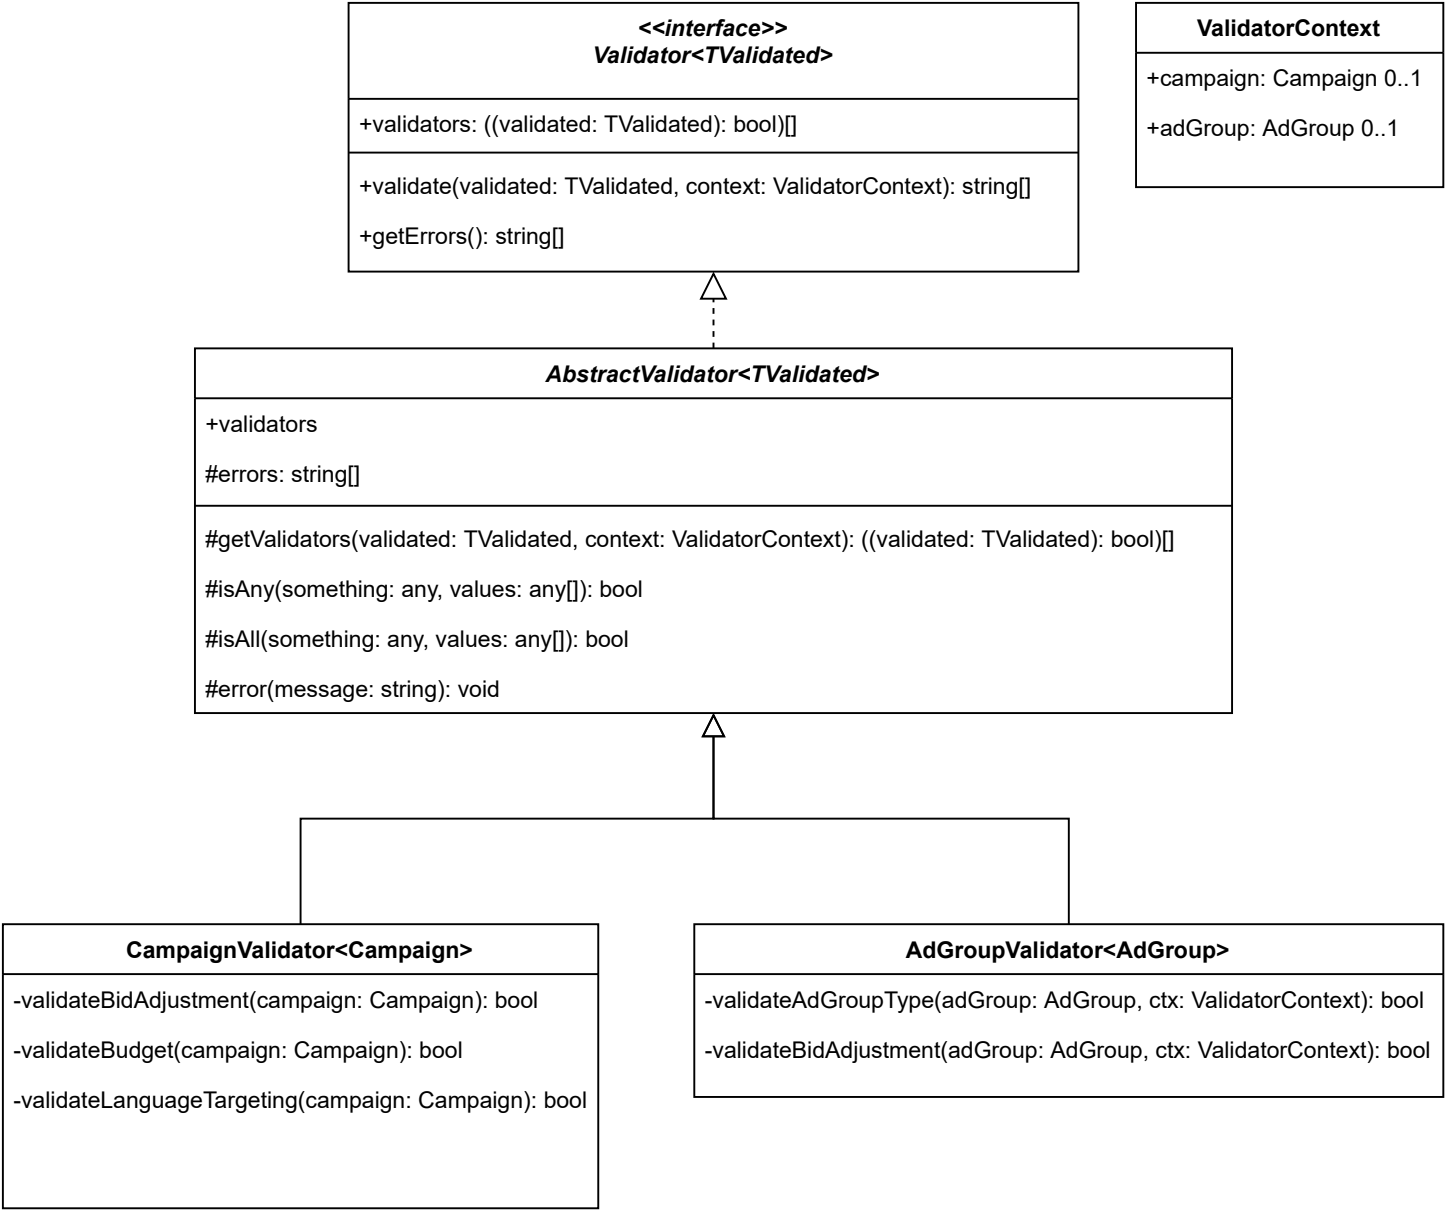 <<interface>>
Validator<TValidated>
+validators: ((validated: TValidated): bool)[]
+validate(validated: TValidated, context: ValidatorContext): string[]
+getErrors(): string[]
ValidatorContext
+campaign: Campaign 0..1
+adGroup: AdGroup 0..1
AbstractValidator<TValidated>
+validators
#errors: string[]
#getValidators(validated: TValidated, context: ValidatorContext): ((validated: TValidated): bool)[]
#isAny(something: any, values: any[]): bool
#isAll(something: any, values: any[]): bool
#error(message: string): void
CampaignValidator<Campaign>
-validateBidAdjustment(campaign: Campaign): bool
-validateBudget(campaign: Campaign): bool
-validateLanguageTargeting(campaign: Campaign): bool
AdGroupValidator<AdGroup>
-validateAdGroupType(adGroup: AdGroup, ctx: ValidatorContext): bool
-validateBidAdjustment(adGroup: AdGroup, ctx: ValidatorContext): bool